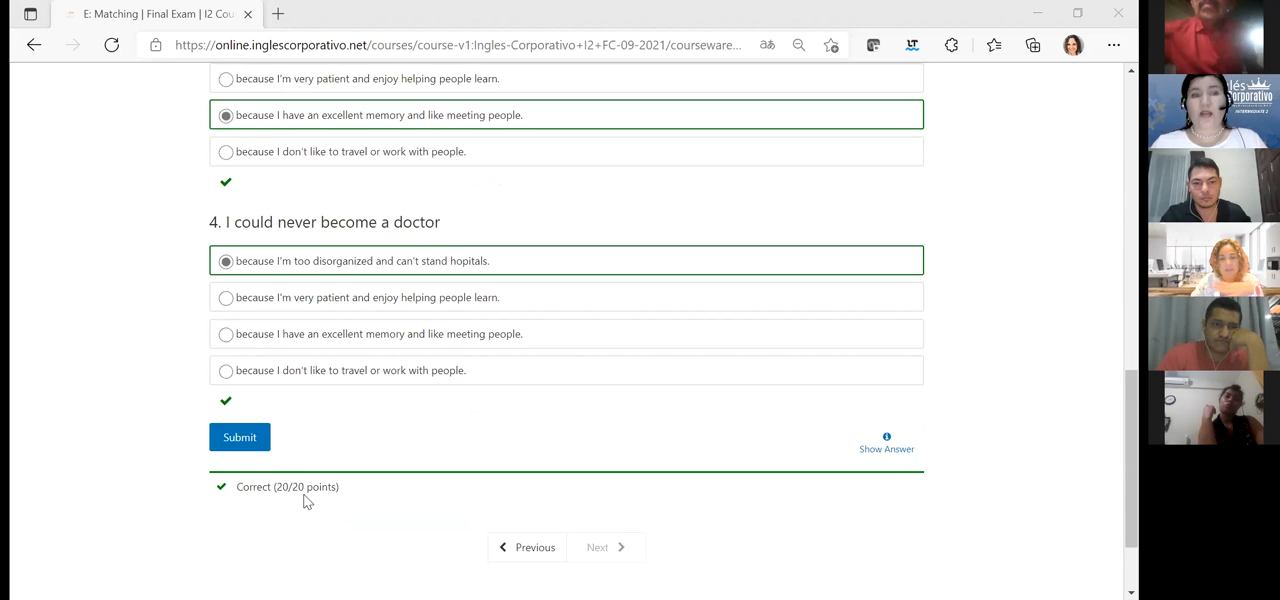 E: Matching | Final Exam | I2 Cou
https://online.inglescorporativo.net/courses/course-v1:Ingles-Corporativo+I2+FC-09-2021/courseware...
because I'm very patient and enjoy helping people learn.
because I have an excellent memory and like meeting people.
because I don't like to travel or work with people.
4. I could never become a doctor
because I'm too disorganized and can't stand hopitals.
because I'm very patient and enjoy helping people learn.
because I have an excellent memory and like meeting people.
because I don't like to travel or work with people.
Submit
Show Answer
Correct (20/20 points)
Previous
Next
lés
orporativo
INTERMEDIATE 2